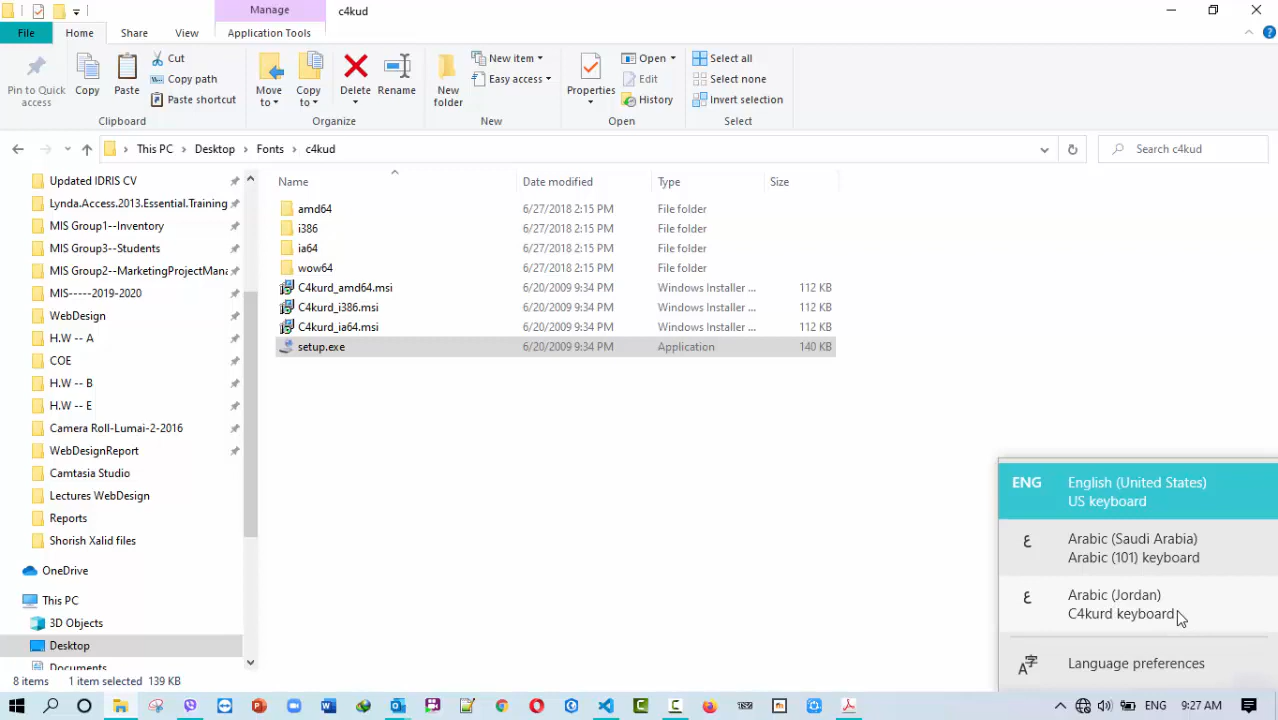 Manage
c4kud
File
Home
Share
View
Application Tools
Pin to Quick
access
Copy
Paste
Cut
Copy path
Paste shortcut
Clipboard
Move
to
Copy
to
Delete
Rename
Organize
New
folder
New item
Easy access
New
Properties
Open
Edit
History
Open
Select all
Select none
Invert selection
Select
This PC
Desktop
Fonts
c4kud
Search c4kud
Name
Date modified
Type
Size
amd64 6/27/2018 2:15 PM File folder
i386 6/27/2018 2:15 PM File folder
ia64 6/27/2018 2:15 PM File folder
wow64 6/27/2018 2:15 PM File folder
C4kurd_amd64.msi 6/20/2009 9:34 PM Windows Installer ... 112 KB
C4kurd_i386.msi 6/20/2009 9:34 PM Windows Installer ... 112 KB
C4kurd_ia64.msi 6/20/2009 9:34 PM Windows Installer ... 112 KB
setup.exe 6/20/2009 9:34 PM Application 140 KB
Updated IDRIS CV
Lynda.Access.2013.Essential.Training
MIS Group1--Inventory
MIS Group3--Students
MIS Group2--MarketingProjectMana
MIS-----2019-2020
WebDesign
H.W -- A
COE
H.W -- B
H.W -- E
Camera Roll-Lumai-2-2016
WebDesignReport
Camtasia Studio
Lectures WebDesign
Reports
Shorish Xalid files
OneDrive
This PC
3D Objects
Desktop
Documents
ENG English (United States)
US keyboard
ع Arabic (Saudi Arabia)
Arabic (101) keyboard
ع Arabic (Jordan)
C4kurd keyboard
Language preferences
8 items 1 item selected 139 KB
ENG 9:27 AM